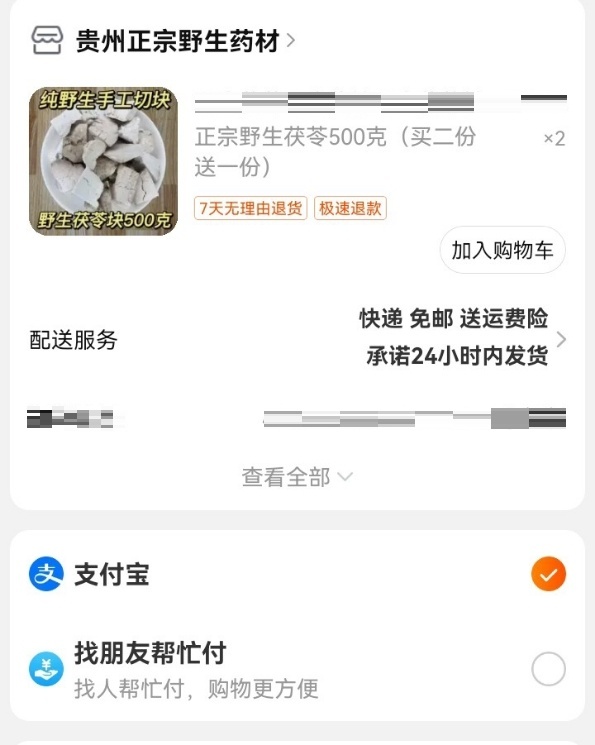 贵州正宗野生药材
纯野生手工切块
野生茯苓块500克
正宗野生茯苓500克（买二份
送一份）
×2
7天无理由退货 极速退款
加入购物车
配送服务
快递 免邮 送运费险
承诺24小时内发货
查看全部
支付宝
找朋友帮忙付
找人帮忙付，购物更方便